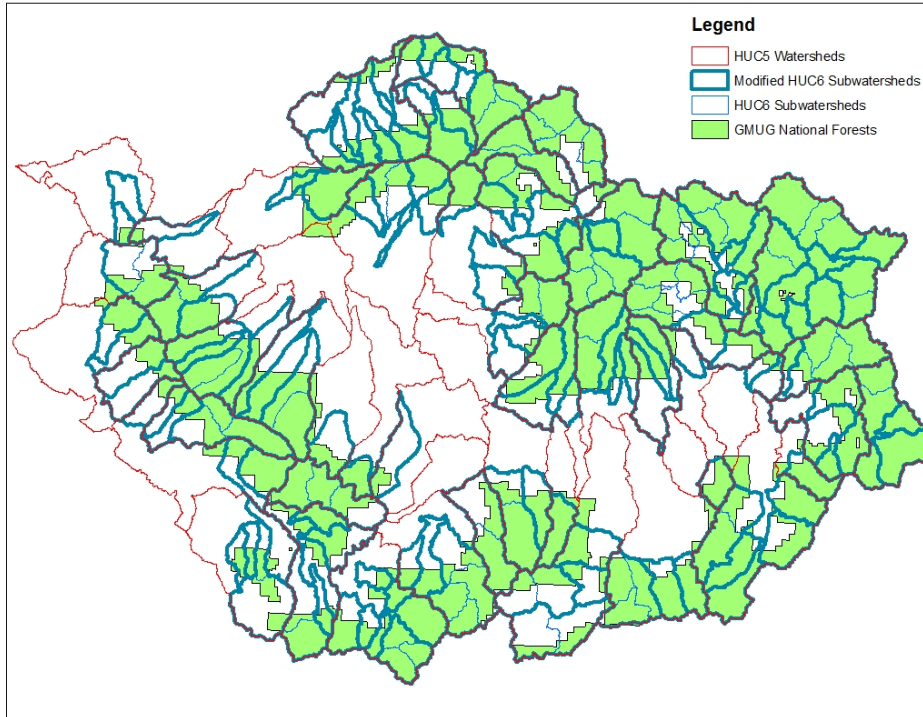 Legend
HUC5 Watersheds
Modified HUC6 Subwatersheds
HUC6 Subwatersheds
GMUG National Forests